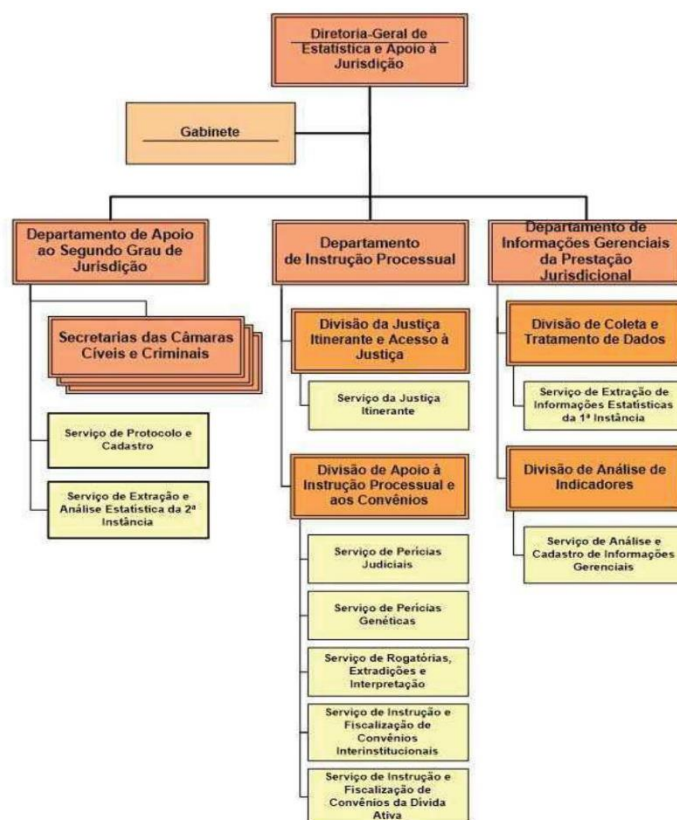 Diretoria-Geral de
Estatística e Apoio à
Jurisdição
Gabinete
Departamento de Apoio
ao Segundo Grau de
Jurisdição
Secretarias das Câmaras
Cíveis e Criminais
Serviço de Protocolo e
Cadastro
Serviço de Extração e
Análise Estatística da 2ª
Instância
Departamento
de Instrução Processual
Divisão da Justiça
Itinerante e Acesso à
Justiça
Serviço da Justiça
Itinerante
Divisão de Apoio à
Instrução Processual e
aos Convênios
Serviço de Perícias
Judiciais
Serviço de Perícias
Genéticas
Serviço de Rogatórias,
Extradições e
Interpretação
Serviço de Instrução e
Fiscalização de
Convênios
Interinstitucionais
Serviço de Instrução e
Fiscalização de
Convênios da Dívida
Ativa
Departamento de
Informações Gerenciais
da Prestação
Jurisdicional
Divisão de Coleta e
Tratamento de Dados
Serviço de Extração de
Informações Estatísticas
da 1ª Instância
Divisão de Análise de
Indicadores
Serviço de Análise e
Cadastro de Informações
Gerenciais